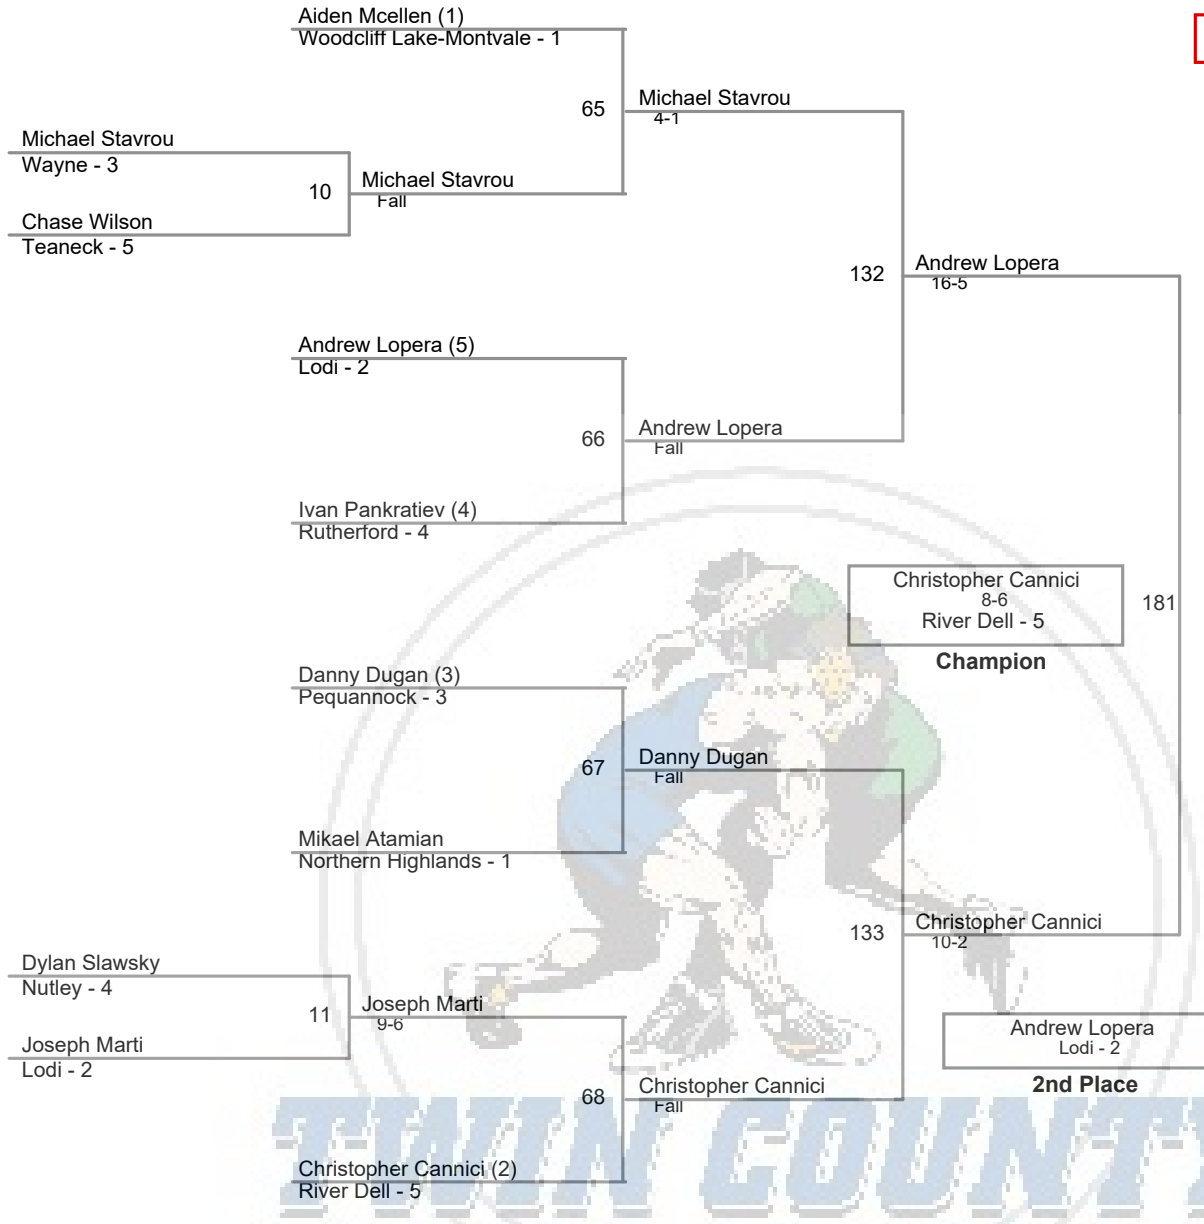 Aiden Mcellen (1)
Woodcliff Lake-Montvale - 1
65
Michael Stavrou
4-1
Michael Stavrou
Wayne - 3
10
Michael Stavrou
Fall
Chase Wilson
Teaneck - 5
132
Andrew Lopera
16-5
Andrew Lopera (5)
Lodi - 2
66
Andrew Lopera
Fall
Ivan Pankratiev (4)
Rutherford - 4
Christopher Cannici
8-6
River Dell - 5
181
Champion
Danny Dugan (3)
Pequannock - 3
67
Danny Dugan
Fall
Mikael Atamian
Northern Highlands - 1
133
Christopher Cannici
10-2
Dylan Slawsky
Nutley - 4
11
Joseph Marti
9-6
Joseph Marti
Lodi - 2
Andrew Lopera
Lodi - 2
2nd Place
68
Christopher Cannici
Fall
Christopher Cannici (2)
River Dell - 5
TWIN COUNTY